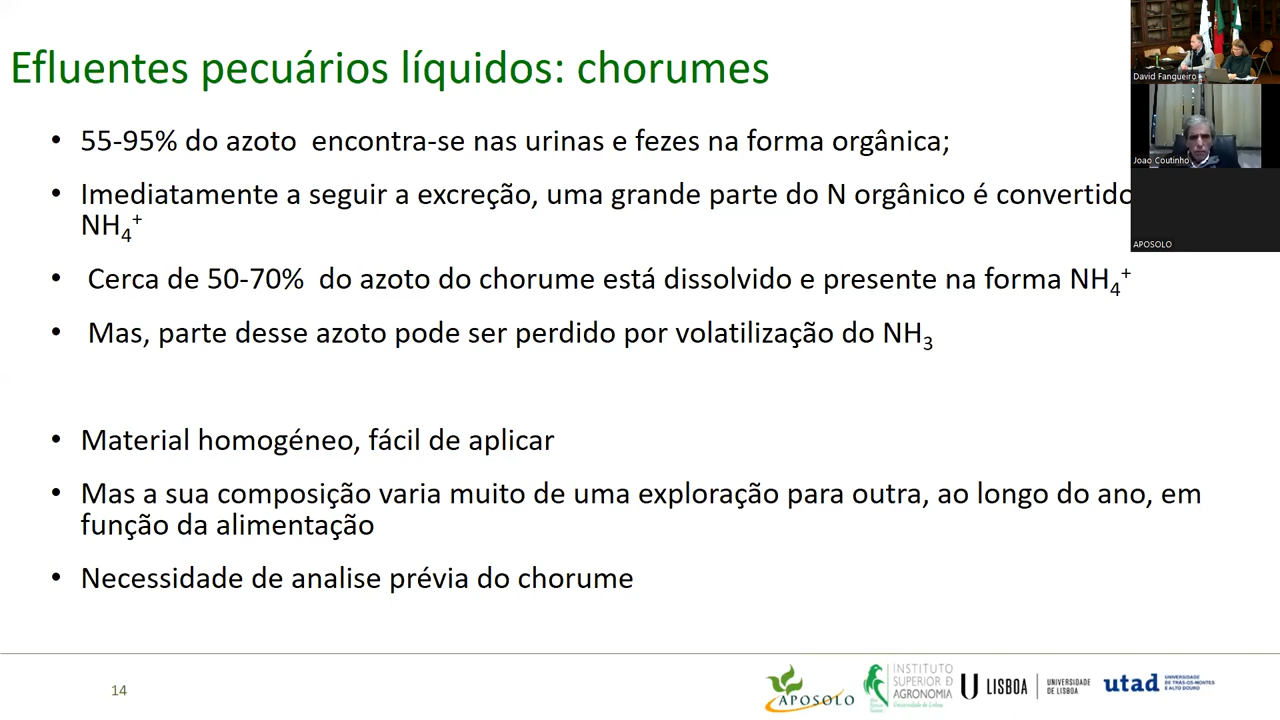 Efluentes pecuários líquidos: chorumes
• 55-95% do azoto encontra-se nas urinas e fezes na forma orgânica;
• Imediatamente a seguir a excreção, uma grande parte do N orgânico é convertido
NH₄⁺
• Cerca de 50-70% do azoto do chorume está dissolvido e presente na forma NH₄⁺
• Mas, parte desse azoto pode ser perdido por volatilização do NH₃
• Material homogéneo, fácil de aplicar
• Mas a sua composição varia muito de uma exploração para outra, ao longo do ano, em
função da alimentação
• Necessidade de analise prévia do chorume
14
David Fangueiro
Joao Coutinho
APOSOLO
APOSOLO
INSTITUTO
SUPERIOR D
AGRONOMIA
Universidade de Lisboa
LISBOA
UNIVERSIDADE
DE LISBOA
utad
UNIVERSIDADE
DE TRÁS-OS-MONTES
E ALTO DOURO